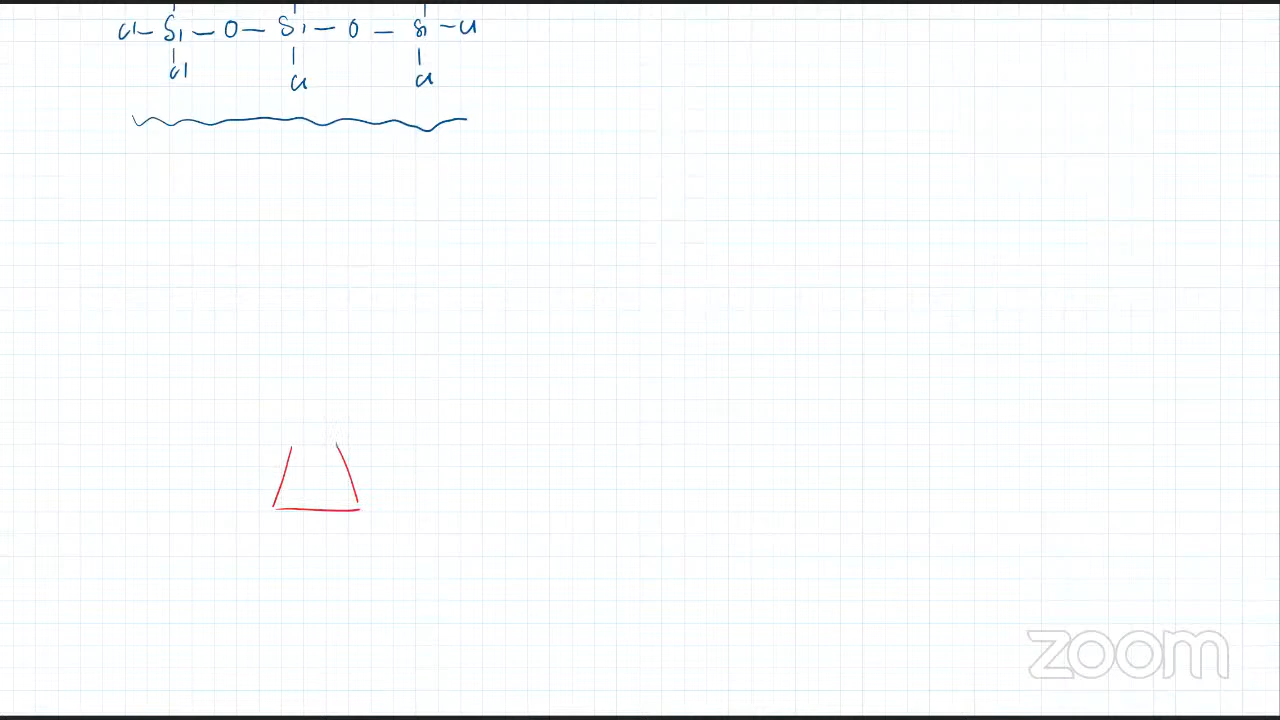 Cl – Si – O – Si – O – Si – Cl
Cl Cl Cl
zoom